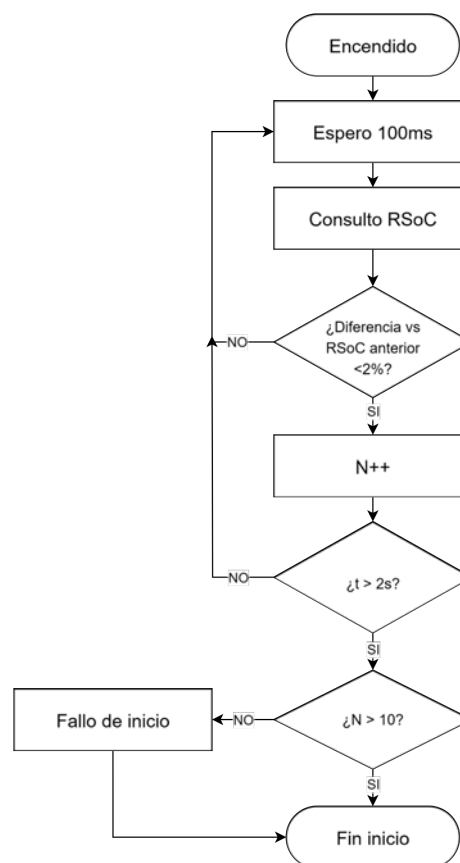 Encendido
Espero 100ms
Consulto RSoC
¿Diferencia vs
RSoC anterior
<2%?
NO
SI
N++
¿t > 2s?
NO
SI
¿N > 10?
NO
Fallo de inicio
SI
Fin inicio